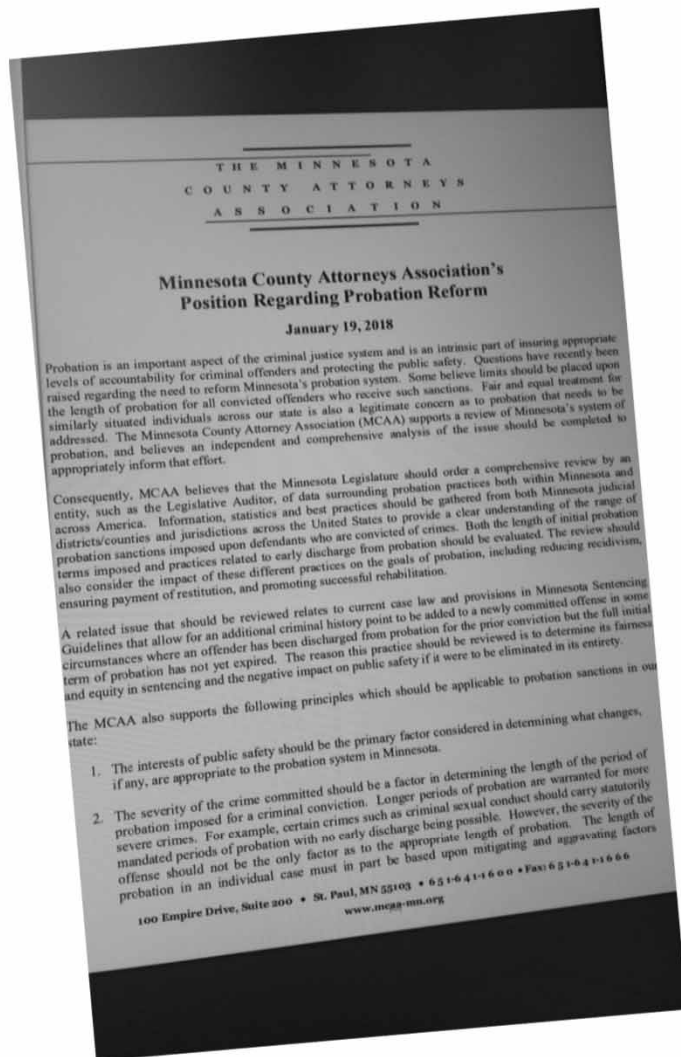 THE MINNESOTA
COUNTY ATTORNEYS
ASSOCIATION
Minnesota County Attorneys Association's
Position Regarding Probation Reform
January 19, 2018
Probation is an important aspect of the criminal justice system and is an intrinsic part of insuring appropriate
levels of accountability for criminal offenders and protecting the public safety. Questions have recently been
raised regarding the need to reform Minnesota's probation system. Some believe limits should be placed upon
the length of probation for all convicted offenders who receive such sanctions. Fair and equal treatment for
similarly situated individuals across our state is also a legitimate concern as to probation that needs to be
addressed. The Minnesota County Attorney Association (MCAA) supports a review of Minnesota's system of
probation, and believes an independent and comprehensive analysis of the issue should be completed to
appropriately inform that effort.
Consequently, MCAA believes that the Minnesota Legislature should order a comprehensive review by an
entity, such as the Legislative Auditor, of data surrounding probation practices both within Minnesota and
across America. Information, statistics and best practices should be gathered from both Minnesota judicial
districts/counties and jurisdictions across the United States to provide a clear understanding of the range of
probation sanctions imposed upon defendants who are convicted of crimes. Both the length of initial probation
terms imposed and practices related to early discharge from probation should be evaluated. The review should
also consider the impact of these different practices on the goals of probation, including reducing recidivism,
ensuring payment of restitution, and promoting successful rehabilitation.
A related issue that should be reviewed relates to current case law and provisions in Minnesota Sentencing
Guidelines that allow for an additional criminal history point to be added to a newly committed offense in some
circumstances where an offender has been discharged from probation for the prior conviction but the full initial
term of probation has not yet expired. The reason this practice should be reviewed is to determine its fairness
and equity in sentencing and the negative impact on public safety if it were to be eliminated in its entirety.
The MCAA also supports the following principles which should be applicable to probation sanctions in our
state:
1. The interests of public safety should be the primary factor considered in determining what changes,
if any, are appropriate to the probation system in Minnesota.
2. The severity of the crime committed should be a factor in determining the length of the period of
probation imposed for a criminal conviction. Longer periods of probation are warranted for more
severe crimes. For example, certain crimes such as criminal sexual conduct should carry statutorily
mandated periods of probation with no early discharge being possible. However, the severity of the
offense should not be the only factor as to the appropriate length of probation. The length of
probation in an individual case must in part be based upon mitigating and aggravating factors
100 Empire Drive, Suite 200 • St. Paul, MN 55103 • 651-641-1600 • Fax: 651-641-1666
www.mcaa-mn.org